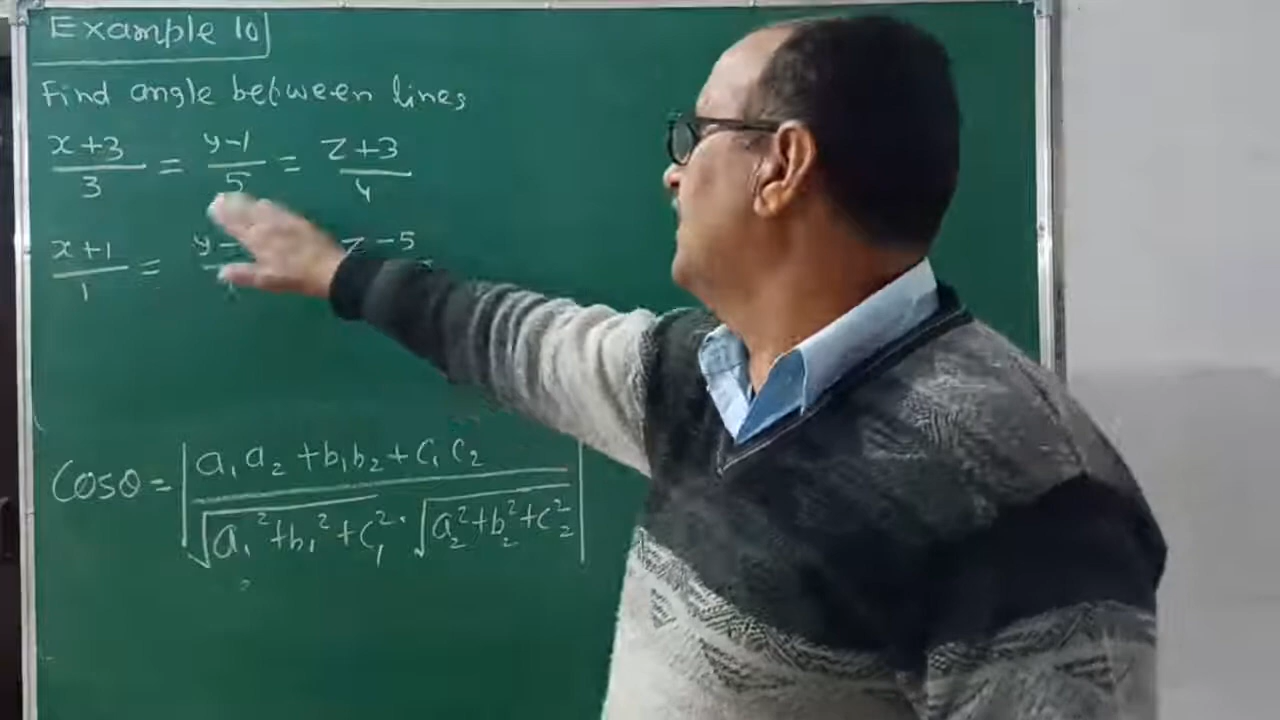 Example 10
Find angle between lines
x+3/3 = y-1/5 = z+3/4
x+1/1 = y- z-5
Cosθ = |a₁a₂ + b₁b₂ + c₁c₂ / √a₁²+b₁²+c₁² · √a₂²+b₂²+c₂²|